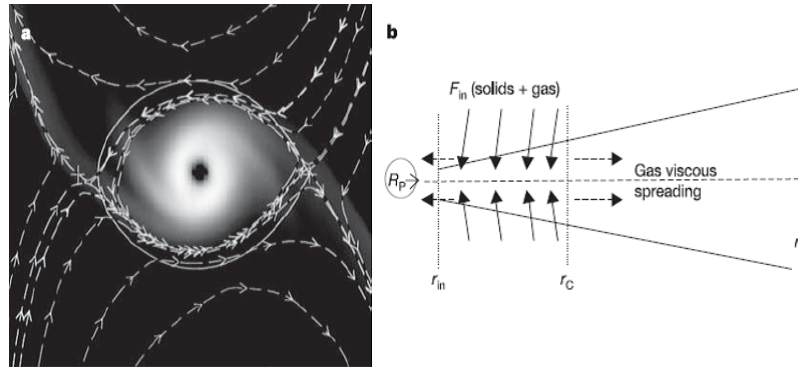 a
b
F_in (solids + gas)
R_P
Gas viscous
spreading
r
r_in
r_C